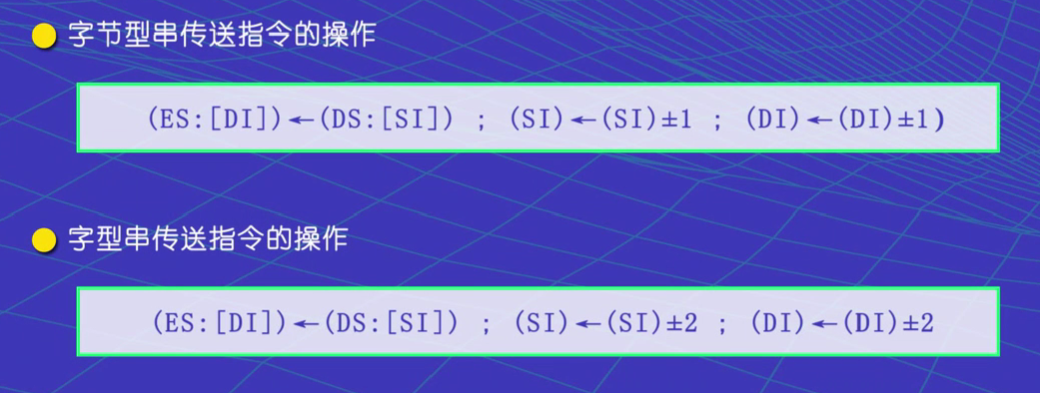 字节型串传送指令的操作
(ES:[DI])←(DS:[SI]) ; (SI)←(SI)±1 ; (DI)←(DI)±1)
字型串传送指令的操作
(ES:[DI])←(DS:[SI]) ; (SI)←(SI)±2 ; (DI)←(DI)±2